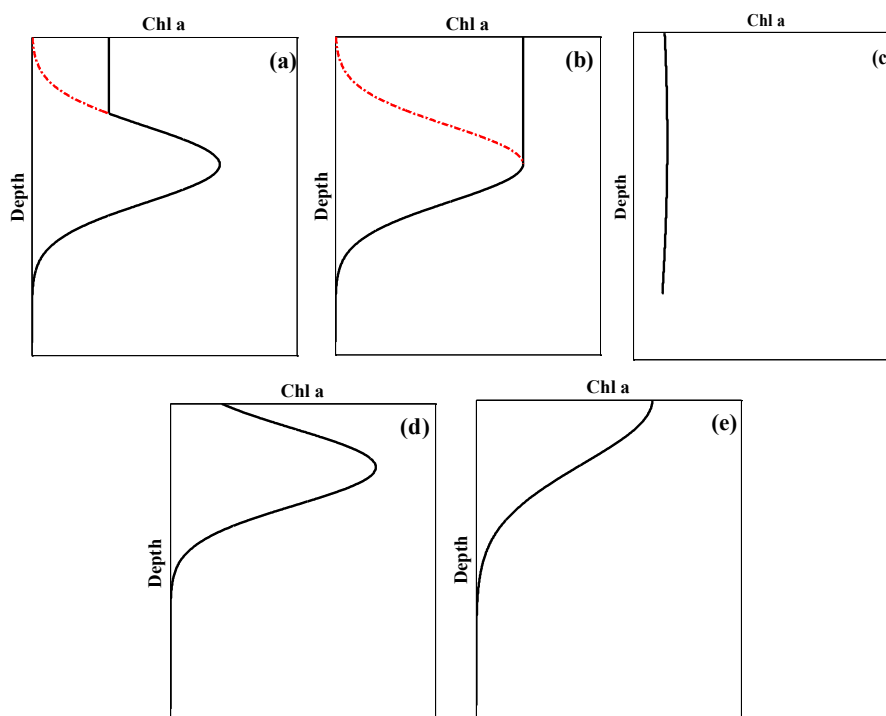 Chl a
(a)
Depth
Chl a
(b)
Depth
Chl a
(c
Depth
Chl a
(d)
Depth
Chl a
(e)
Depth